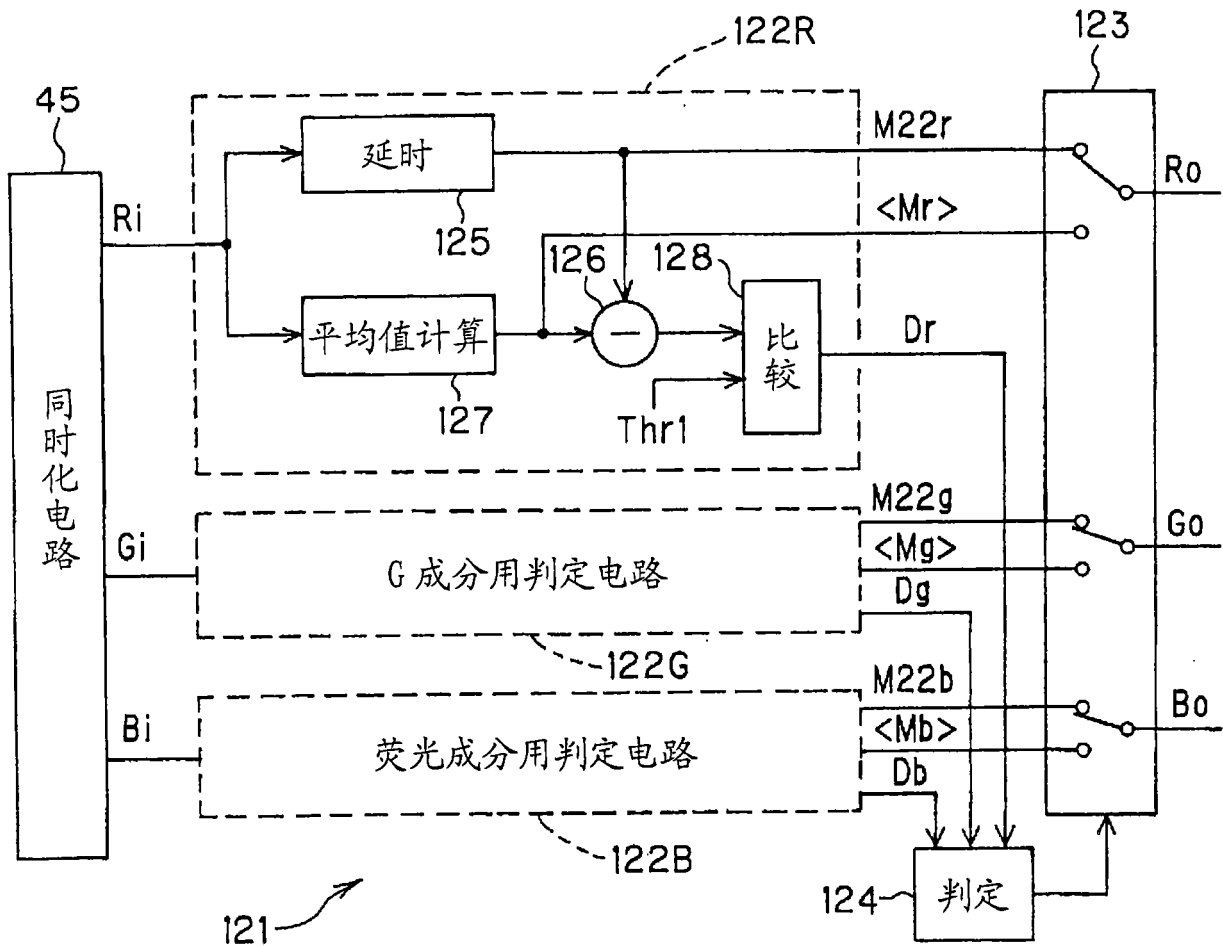 122R
123
45
延时
M22r
Ro
Ri
125
<Mr>
126
128
平均值计算
−
比较
Dr
127
Thr1
同时化电路
M22g
Go
Gi
G成分用判定电路
<Mg>
Dg
122G
M22b
Bo
Bi
荧光成分用判定电路
<Mb>
Db
122B
124
判定
121